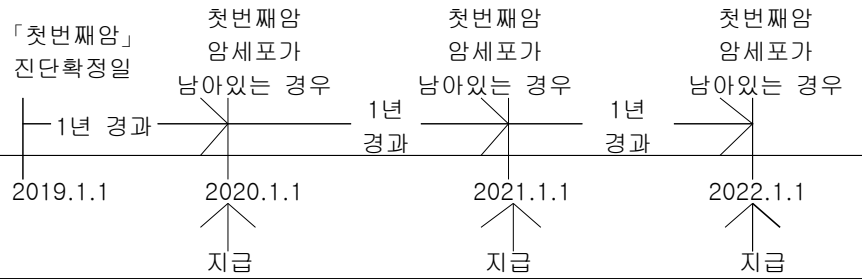 「첫번째암」
진단확정일
첫번째암
암세포가
남아있는 경우
첫번째암
암세포가
남아있는 경우
첫번째암
암세포가
남아있는 경우
1년 경과
1년
경과
1년
경과
2019.1.1
2020.1.1
2021.1.1
2022.1.1
지급
지급
지급